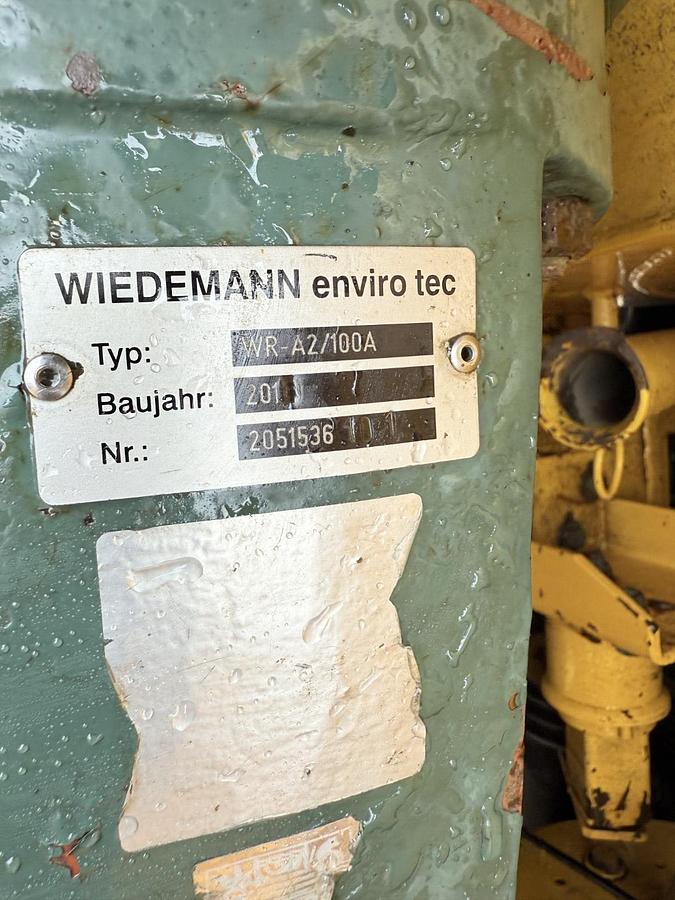 WIEDEMANN enviro tec
Typ: WR-A2/100A
Baujahr: 201
Nr.: 2051536